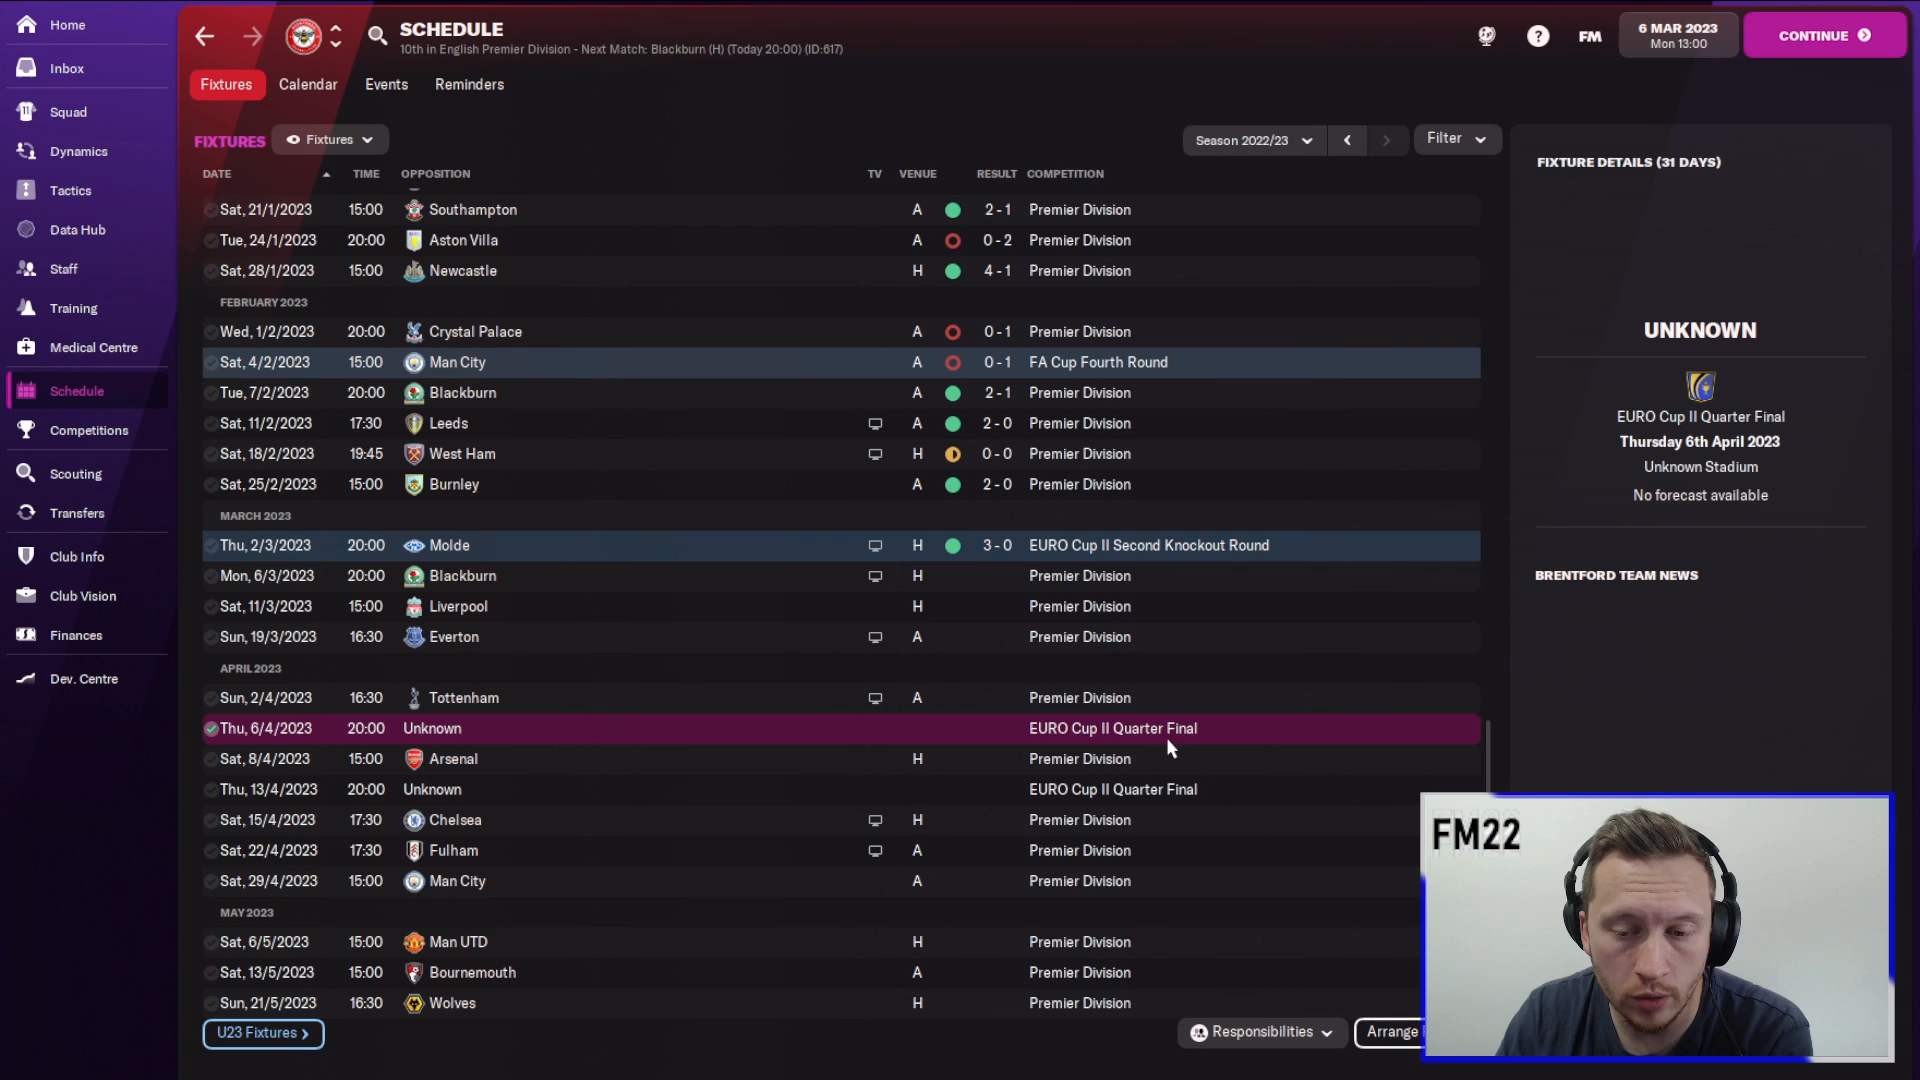 Home
Inbox
Squad
Dynamics
Tactics
Data Hub
Staff
Training
Medical Centre
Schedule
Competitions
Scouting
Transfers
Club Info
Club Vision
Finances
Dev. Centre
SCHEDULE
10th in English Premier Division - Next Match: Blackburn (H) (Today 20:00) (ID:617)
FM
6 MAR 2023
Mon 13:00
CONTINUE
Fixtures Calendar Events Reminders
FIXTURES Fixtures Season 2022/23 Filter
DATE TIME OPPOSITION TV VENUE RESULT COMPETITION
Sat, 21/1/2023 15:00 Southampton A 2 - 1 Premier Division
Tue, 24/1/2023 20:00 Aston Villa A 0 - 2 Premier Division
Sat, 28/1/2023 15:00 Newcastle H 4 - 1 Premier Division
FEBRUARY 2023
Wed, 1/2/2023 20:00 Crystal Palace A 0 - 1 Premier Division
Sat, 4/2/2023 15:00 Man City A 0 - 1 FA Cup Fourth Round
Tue, 7/2/2023 20:00 Blackburn A 2 - 1 Premier Division
Sat, 11/2/2023 17:30 Leeds A 2 - 0 Premier Division
Sat, 18/2/2023 19:45 West Ham H 0 - 0 Premier Division
Sat, 25/2/2023 15:00 Burnley A 2 - 0 Premier Division
MARCH 2023
Thu, 2/3/2023 20:00 Molde H 3 - 0 EURO Cup II Second Knockout Round
Mon, 6/3/2023 20:00 Blackburn H Premier Division
Sat, 11/3/2023 15:00 Liverpool H Premier Division
Sun, 19/3/2023 16:30 Everton A Premier Division
APRIL 2023
Sun, 2/4/2023 16:30 Tottenham A Premier Division
Thu, 6/4/2023 20:00 Unknown EURO Cup II Quarter Final
Sat, 8/4/2023 15:00 Arsenal H Premier Division
Thu, 13/4/2023 20:00 Unknown EURO Cup II Quarter Final
Sat, 15/4/2023 17:30 Chelsea H Premier Division
Sat, 22/4/2023 17:30 Fulham A Premier Division
Sat, 29/4/2023 15:00 Man City A Premier Division
MAY 2023
Sat, 6/5/2023 15:00 Man UTD H Premier Division
Sat, 13/5/2023 15:00 Bournemouth A Premier Division
Sun, 21/5/2023 16:30 Wolves H Premier Division
U23 Fixtures
Responsibilities
Arrange
FIXTURE DETAILS (31 DAYS)
UNKNOWN
EURO Cup II Quarter Final
Thursday 6th April 2023
Unknown Stadium
No forecast available
BRENTFORD TEAM NEWS
FM22